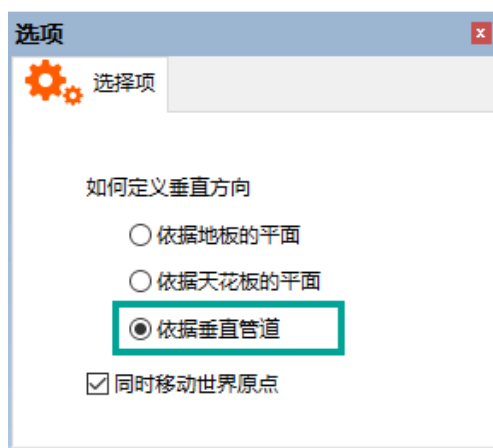 选项
选择项
如何定义垂直方向
依据地板的平面
依据天花板的平面
依据垂直管道
同时移动世界原点